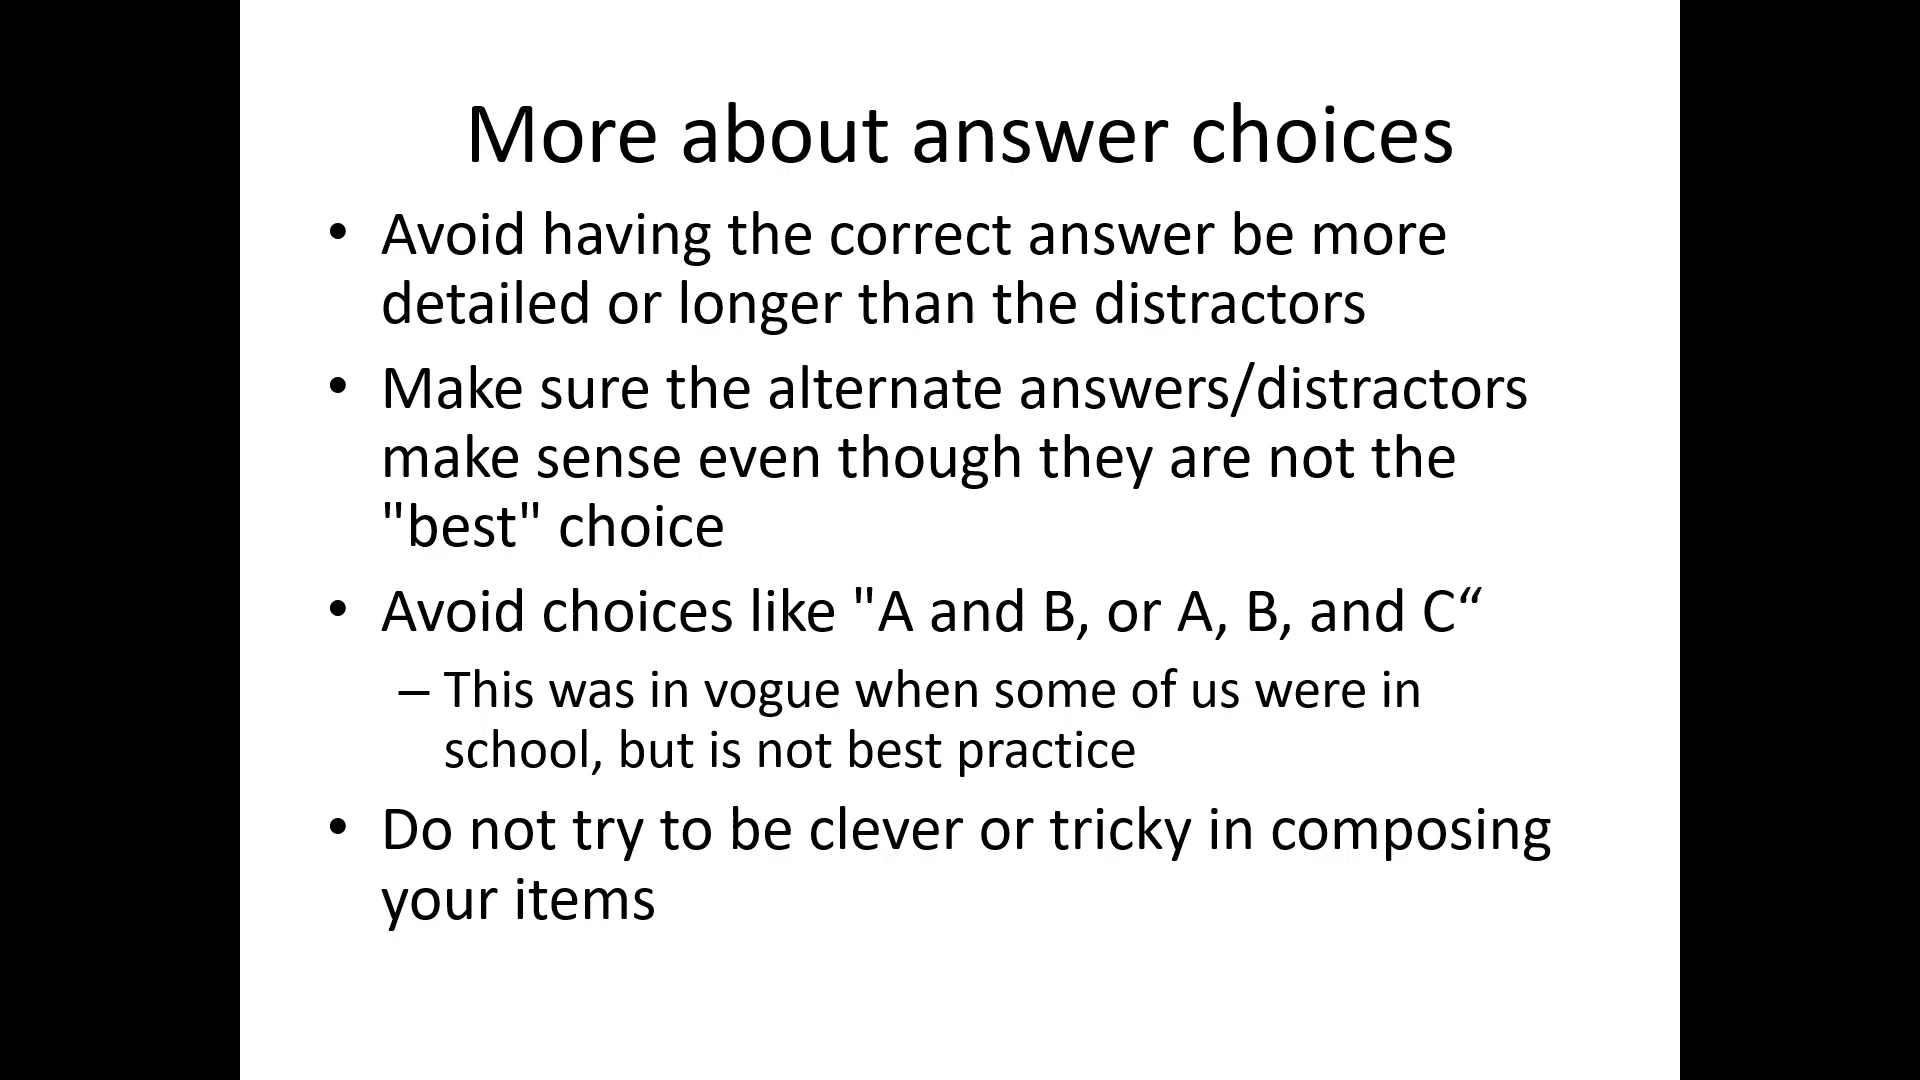 More about answer choices
• Avoid having the correct answer be more
detailed or longer than the distractors
• Make sure the alternate answers/distractors
make sense even though they are not the
"best" choice
• Avoid choices like "A and B, or A, B, and C“
– This was in vogue when some of us were in
school, but is not best practice
• Do not try to be clever or tricky in composing
your items